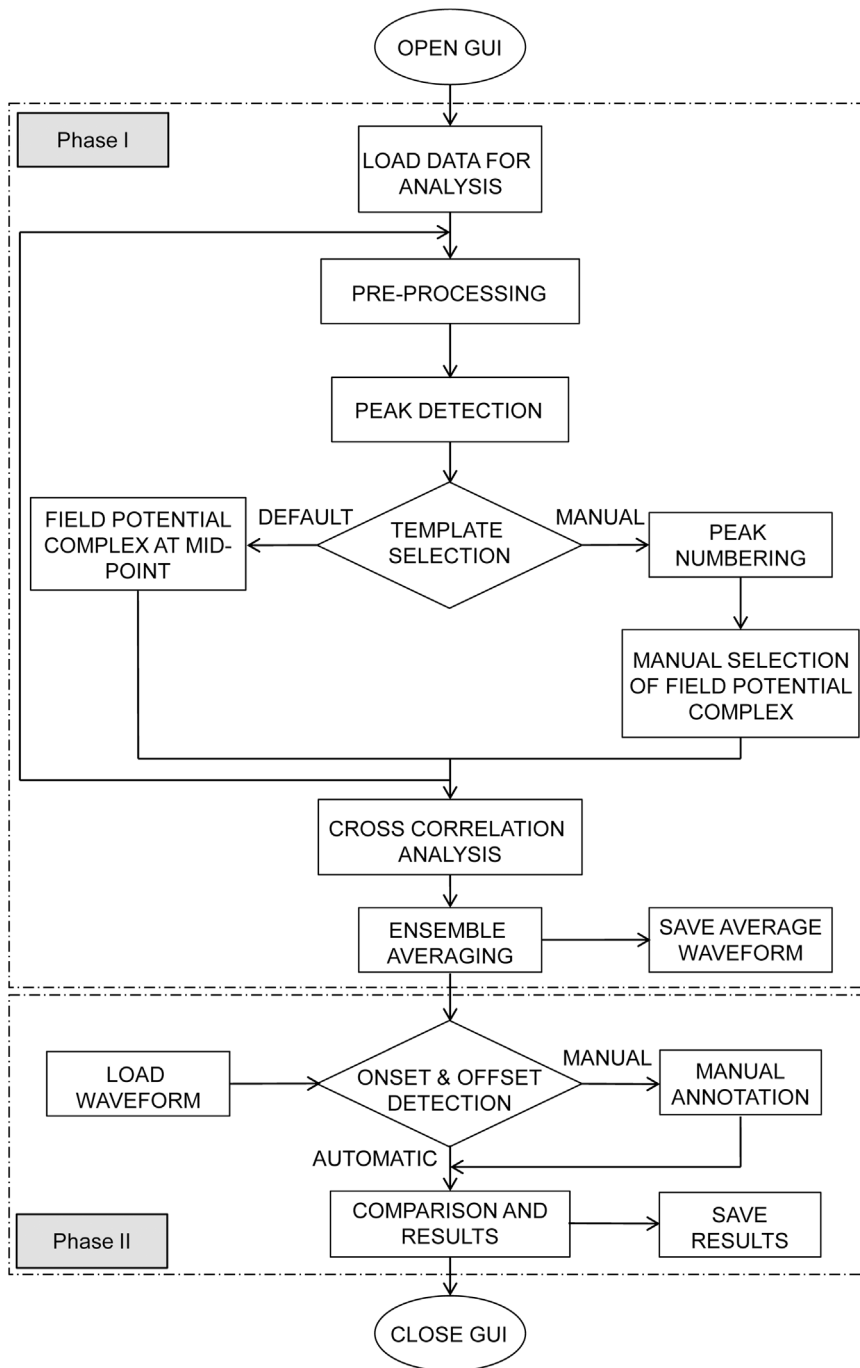 OPEN GUI
Phase I
LOAD DATA FOR
ANALYSIS
PRE-PROCESSING
PEAK DETECTION
DEFAULT
TEMPLATE
SELECTION
MANUAL
FIELD POTENTIAL
COMPLEX AT MID-
POINT
PEAK
NUMBERING
MANUAL SELECTION
OF FIELD POTENTIAL
COMPLEX
CROSS CORRELATION
ANALYSIS
ENSEMBLE
AVERAGING
SAVE AVERAGE
WAVEFORM
LOAD
WAVEFORM
ONSET & OFFSET
DETECTION
MANUAL
MANUAL
ANNOTATION
AUTOMATIC
COMPARISON AND
RESULTS
SAVE
RESULTS
Phase II
CLOSE GUI